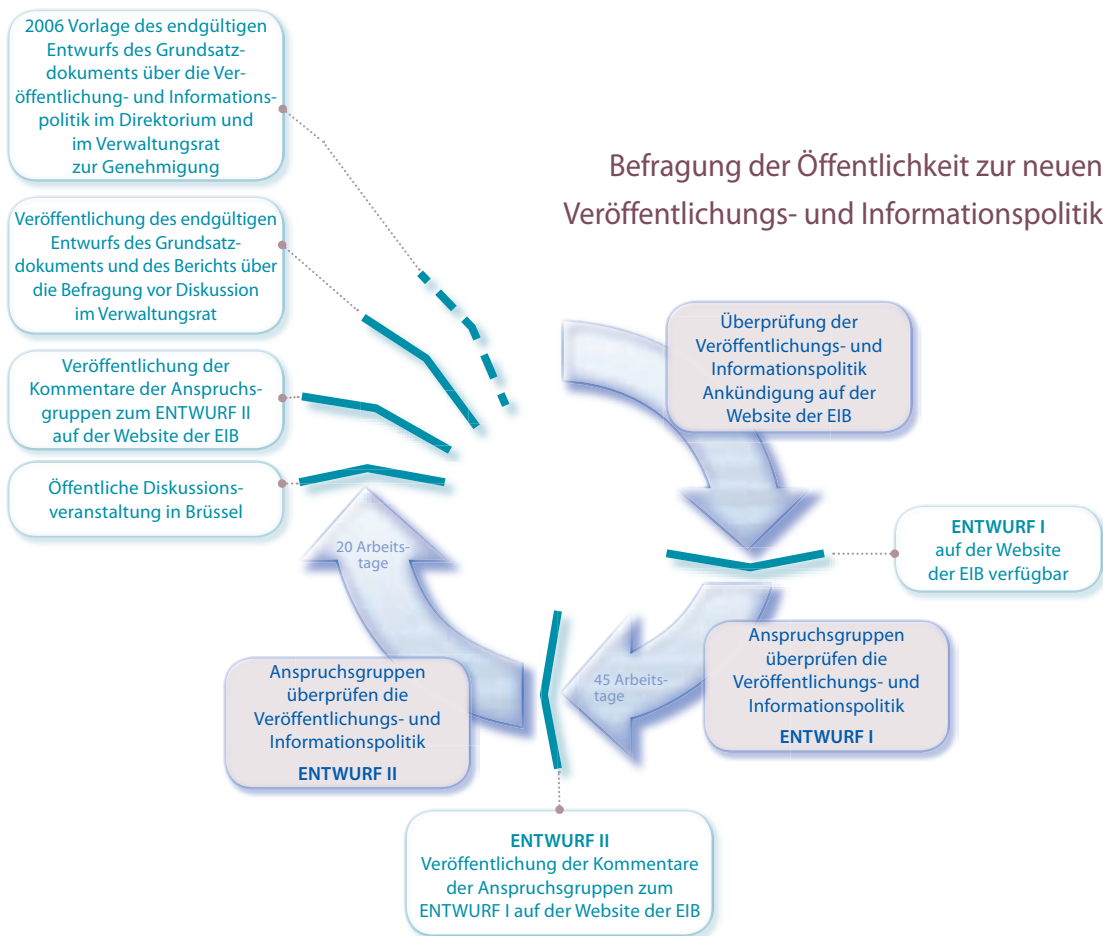 2006 Vorlage des endgültigen
Entwurfs des Grundsatz-
dokuments über die Ver-
öffentlichung- und Informations-
politik im Direktorium und
im Verwaltungsrat
zur Genehmigung
Befragung der Öffentlichkeit zur neuen
Veröffentlichungs- und Informationspolitik
Veröffentlichung des endgültigen
Entwurfs des Grundsatz-
dokuments und des Berichts über
die Befragung vor Diskussion
im Verwaltungsrat
Veröffentlichung der
Kommentare der Anspruchs-
gruppen zum ENTWURF II
auf der Website der EIB
Öffentliche Diskussions-
veranstaltung in Brüssel
Überprüfung der
Veröffentlichungs- und
Informationspolitik
Ankündigung auf der
Website der EIB
ENTWURF I
auf der Website
der EIB verfügbar
Anspruchsgruppen
überprüfen die
Veröffentlichungs- und
Informationspolitik
ENTWURF I
45 Arbeits-
tage
ENTWURF II
Veröffentlichung der Kommentare
der Anspruchsgruppen zum
ENTWURF I auf der Website der EIB
Anspruchsgruppen
überprüfen die
Veröffentlichungs- und
Informationspolitik
ENTWURF II
20 Arbeits-
tage